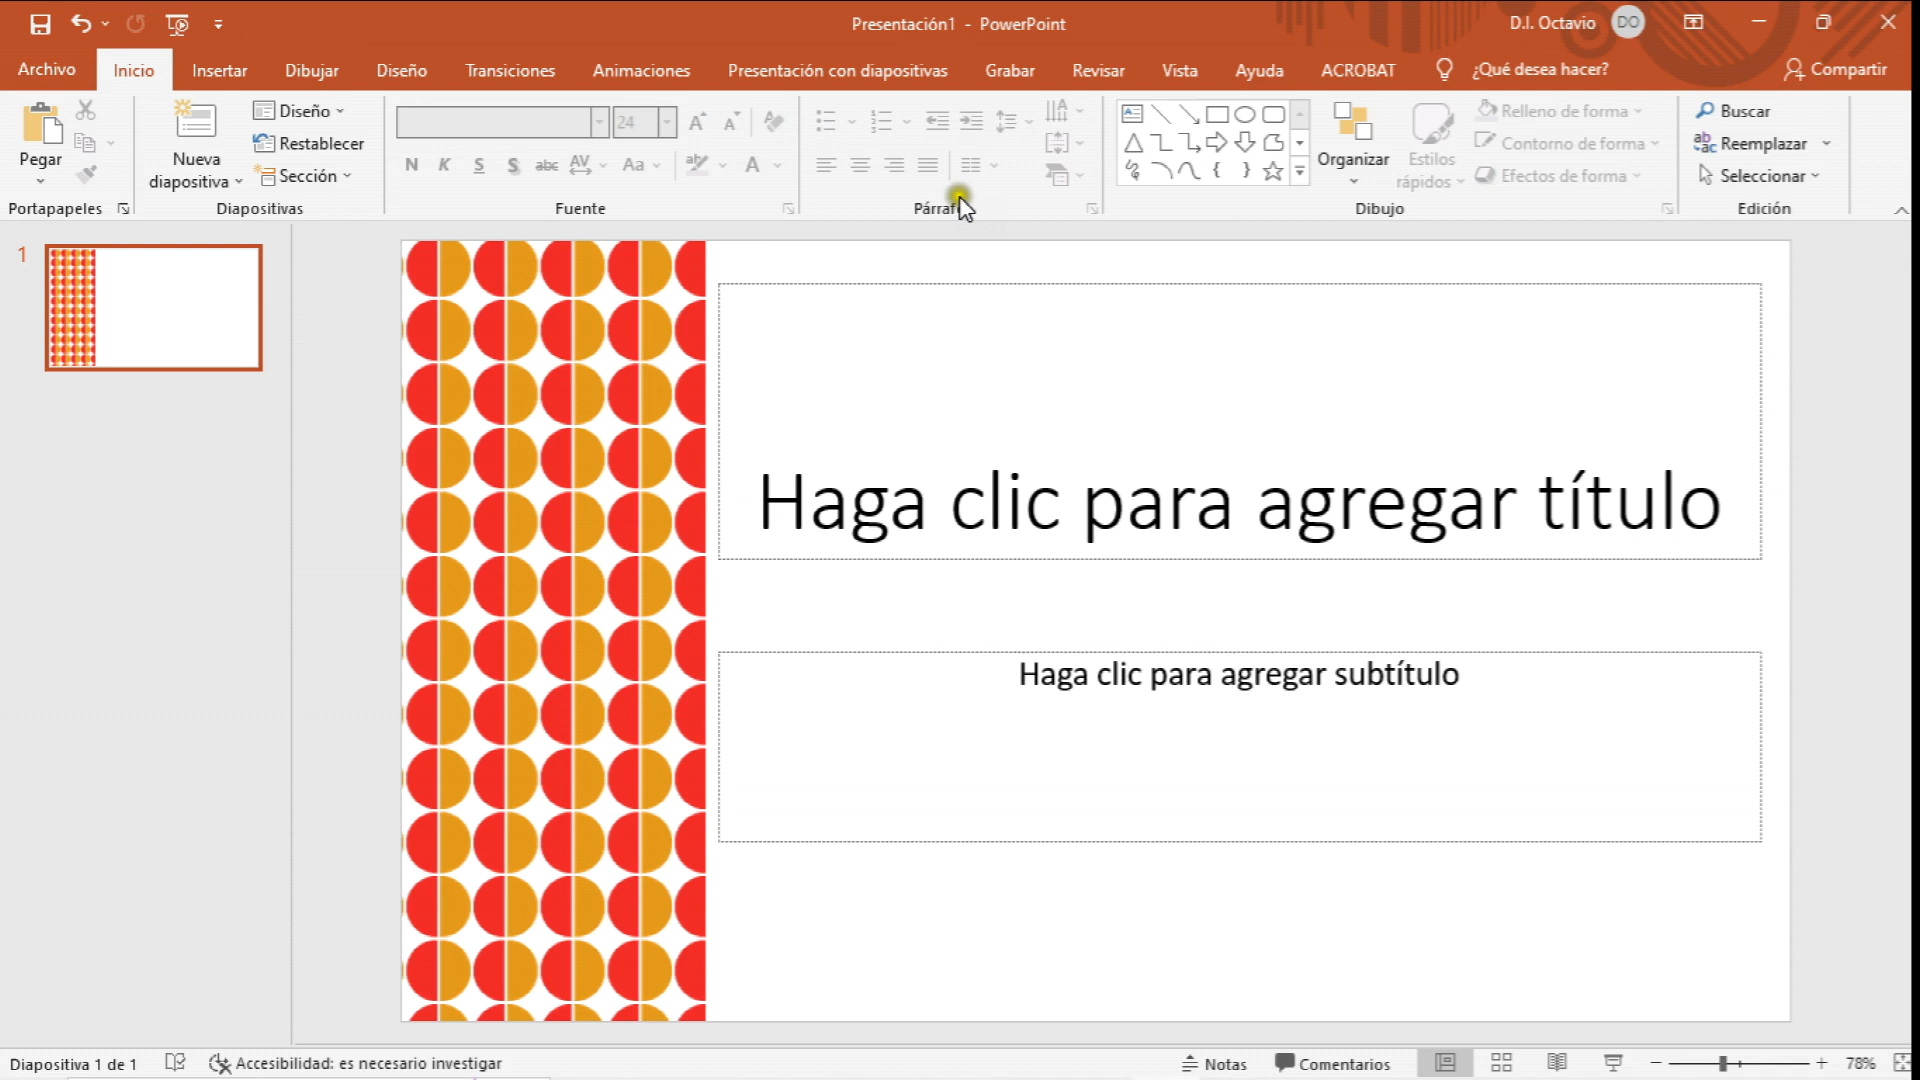 Presentación1 - PowerPoint
D.I. Octavio
DO
Archivo
Inicio
Insertar
Dibujar
Diseño
Transiciones
Animaciones
Presentación con diapositivas
Grabar
Revisar
Vista
Ayuda
ACROBAT
¿Qué desea hacer?
Compartir
Pegar
Portapapeles
Nueva
diapositiva
Diseño
Restablecer
Sección
Diapositivas
24
N K S S abc AV Aa A
Fuente
Organizar
Estilos
rápidos
Relleno de forma
Contorno de forma
Efectos de forma
Dibujo
Buscar
Reemplazar
Seleccionar
Edición
1
Haga clic para agregar título
Haga clic para agregar subtítulo
Diapositiva 1 de 1
Accesibilidad: es necesario investigar
Notas
Comentarios
78%